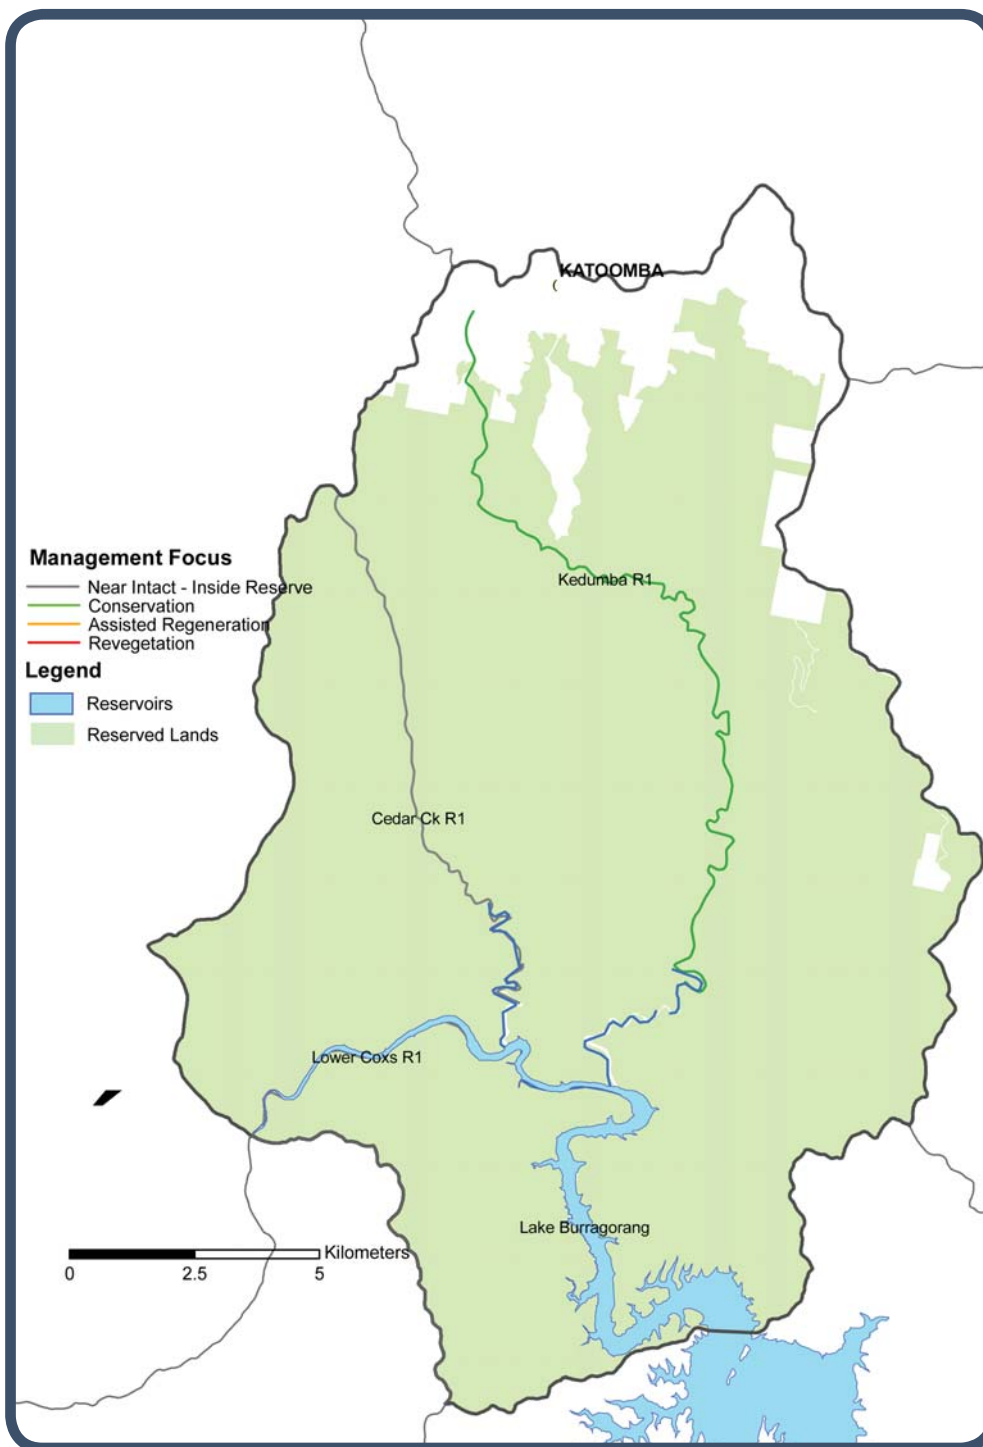 KATOOMBA
Kedumba R1
Management Focus
Near Intact - Inside Reserve
Conservation
Assisted Regeneration
Revegetation
Legend
Reservoirs
Reserved Lands
Cedar Ck R1
Lower Coxs R1
Lake Burragorang
Kilometers
0 2.5 5